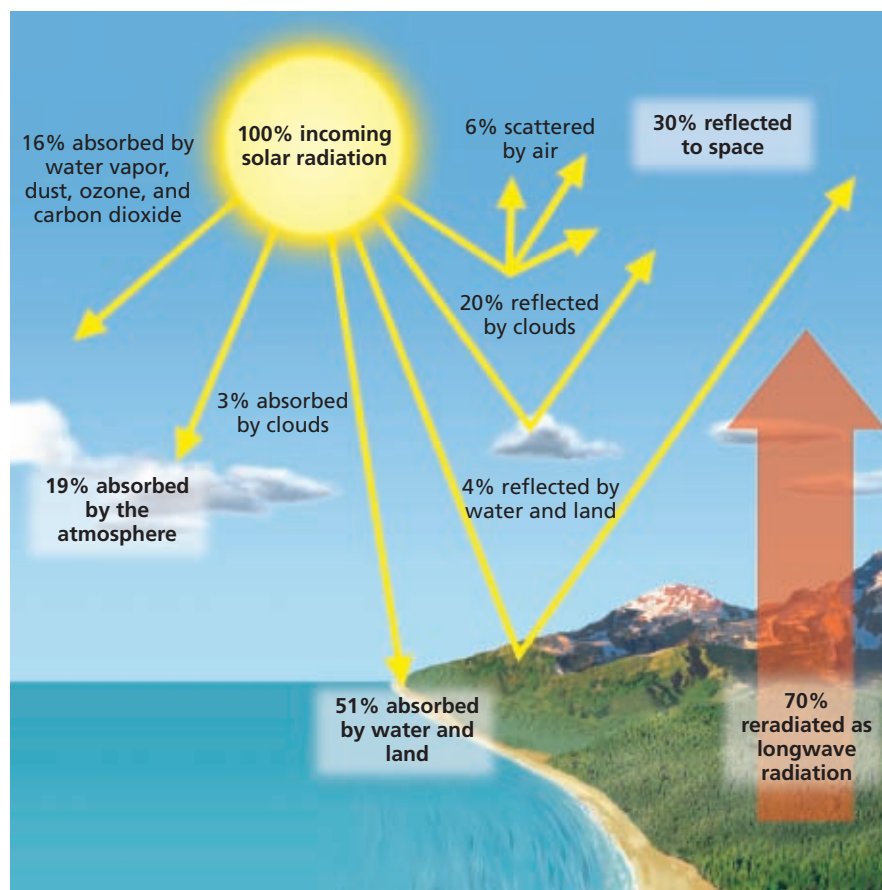 100% incoming
solar radiation
6% scattered
by air
30% reflected
to space
16% absorbed by
water vapor,
dust, ozone, and
carbon dioxide
20% reflected
by clouds
3% absorbed
by clouds
19% absorbed
by the
atmosphere
4% reflected by
water and land
51% absorbed
by water and
land
70%
reradiated as
longwave
radiation